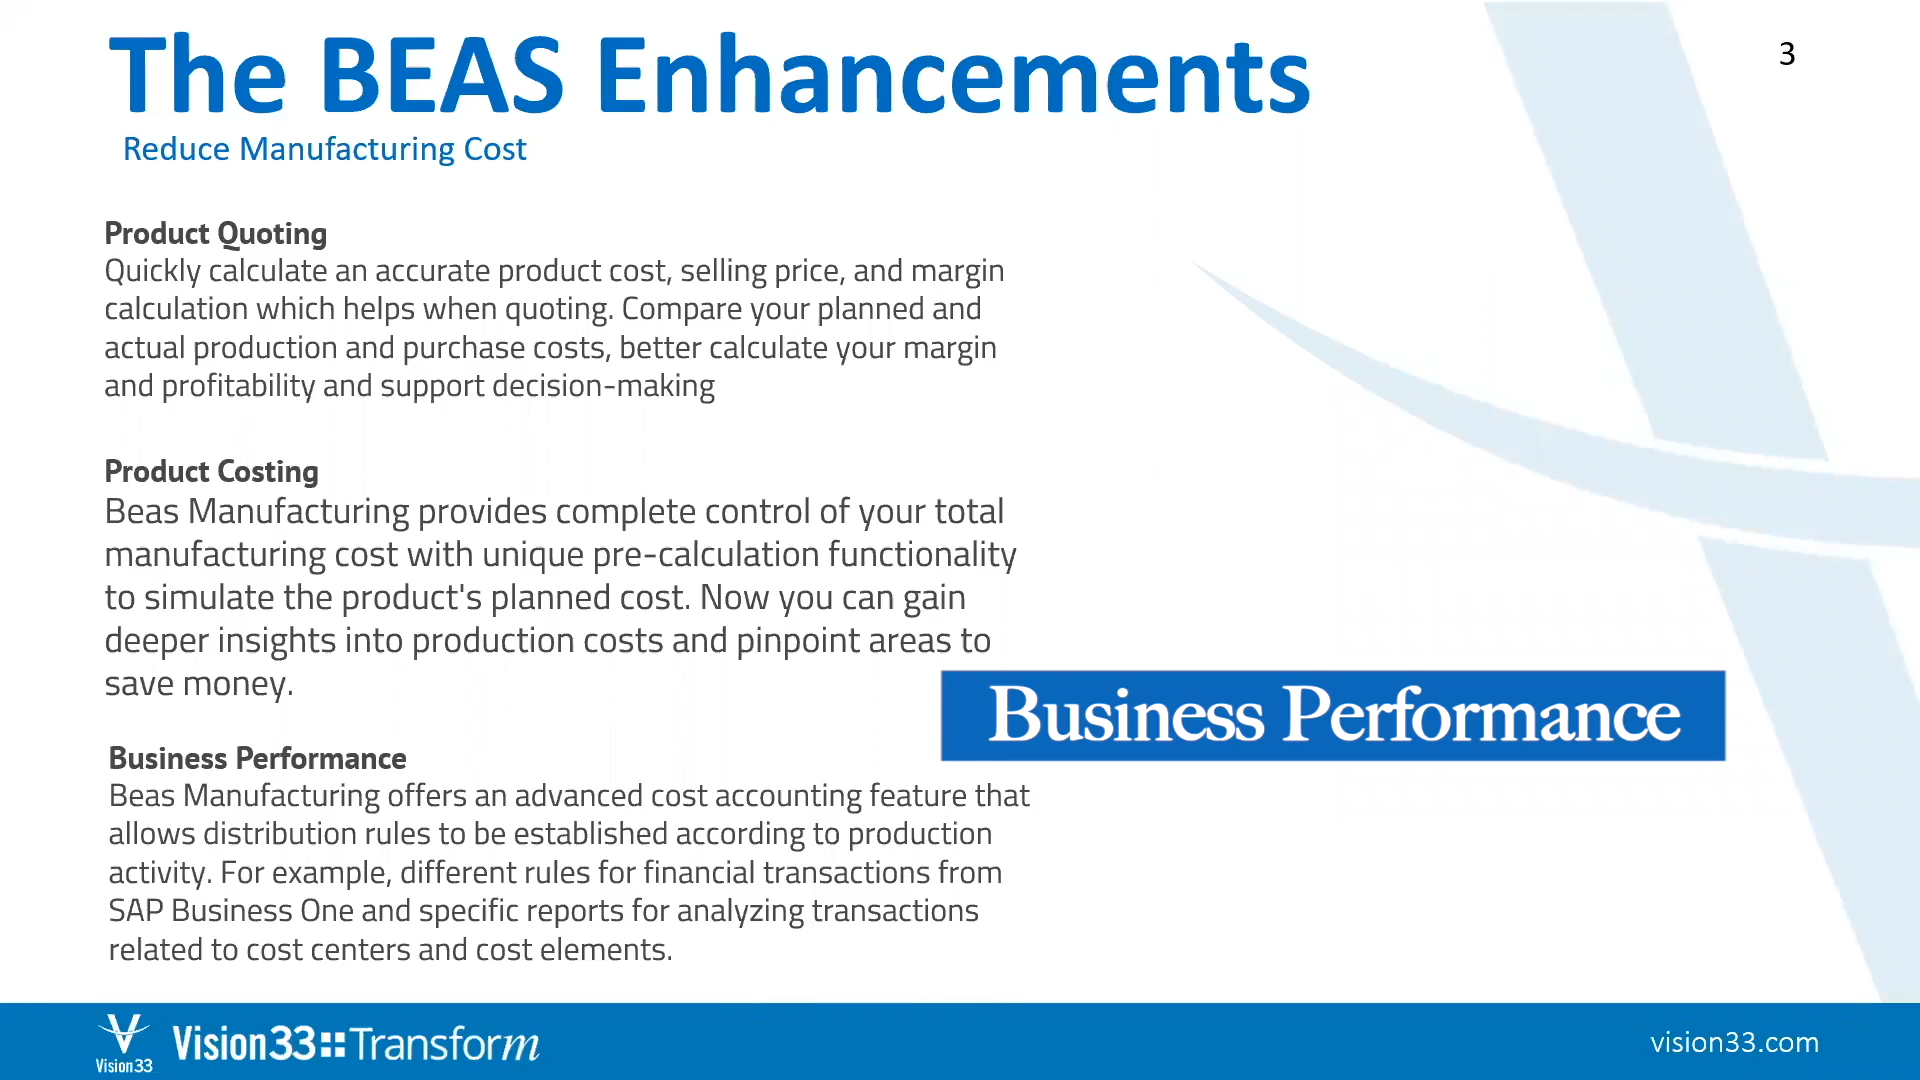 The BEAS Enhancements
3
Reduce Manufacturing Cost
Product Quoting
Quickly calculate an accurate product cost, selling price, and margin
calculation which helps when quoting. Compare your planned and
actual production and purchase costs, better calculate your margin
and profitability and support decision-making
Product Costing
Beas Manufacturing provides complete control of your total
manufacturing cost with unique pre-calculation functionality
to simulate the product's planned cost. Now you can gain
deeper insights into production costs and pinpoint areas to
save money.
Business Performance
Business Performance
Beas Manufacturing offers an advanced cost accounting feature that
allows distribution rules to be established according to production
activity. For example, different rules for financial transactions from
SAP Business One and specific reports for analyzing transactions
related to cost centers and cost elements.
Vision33
Vision33 Transform
vision33.com